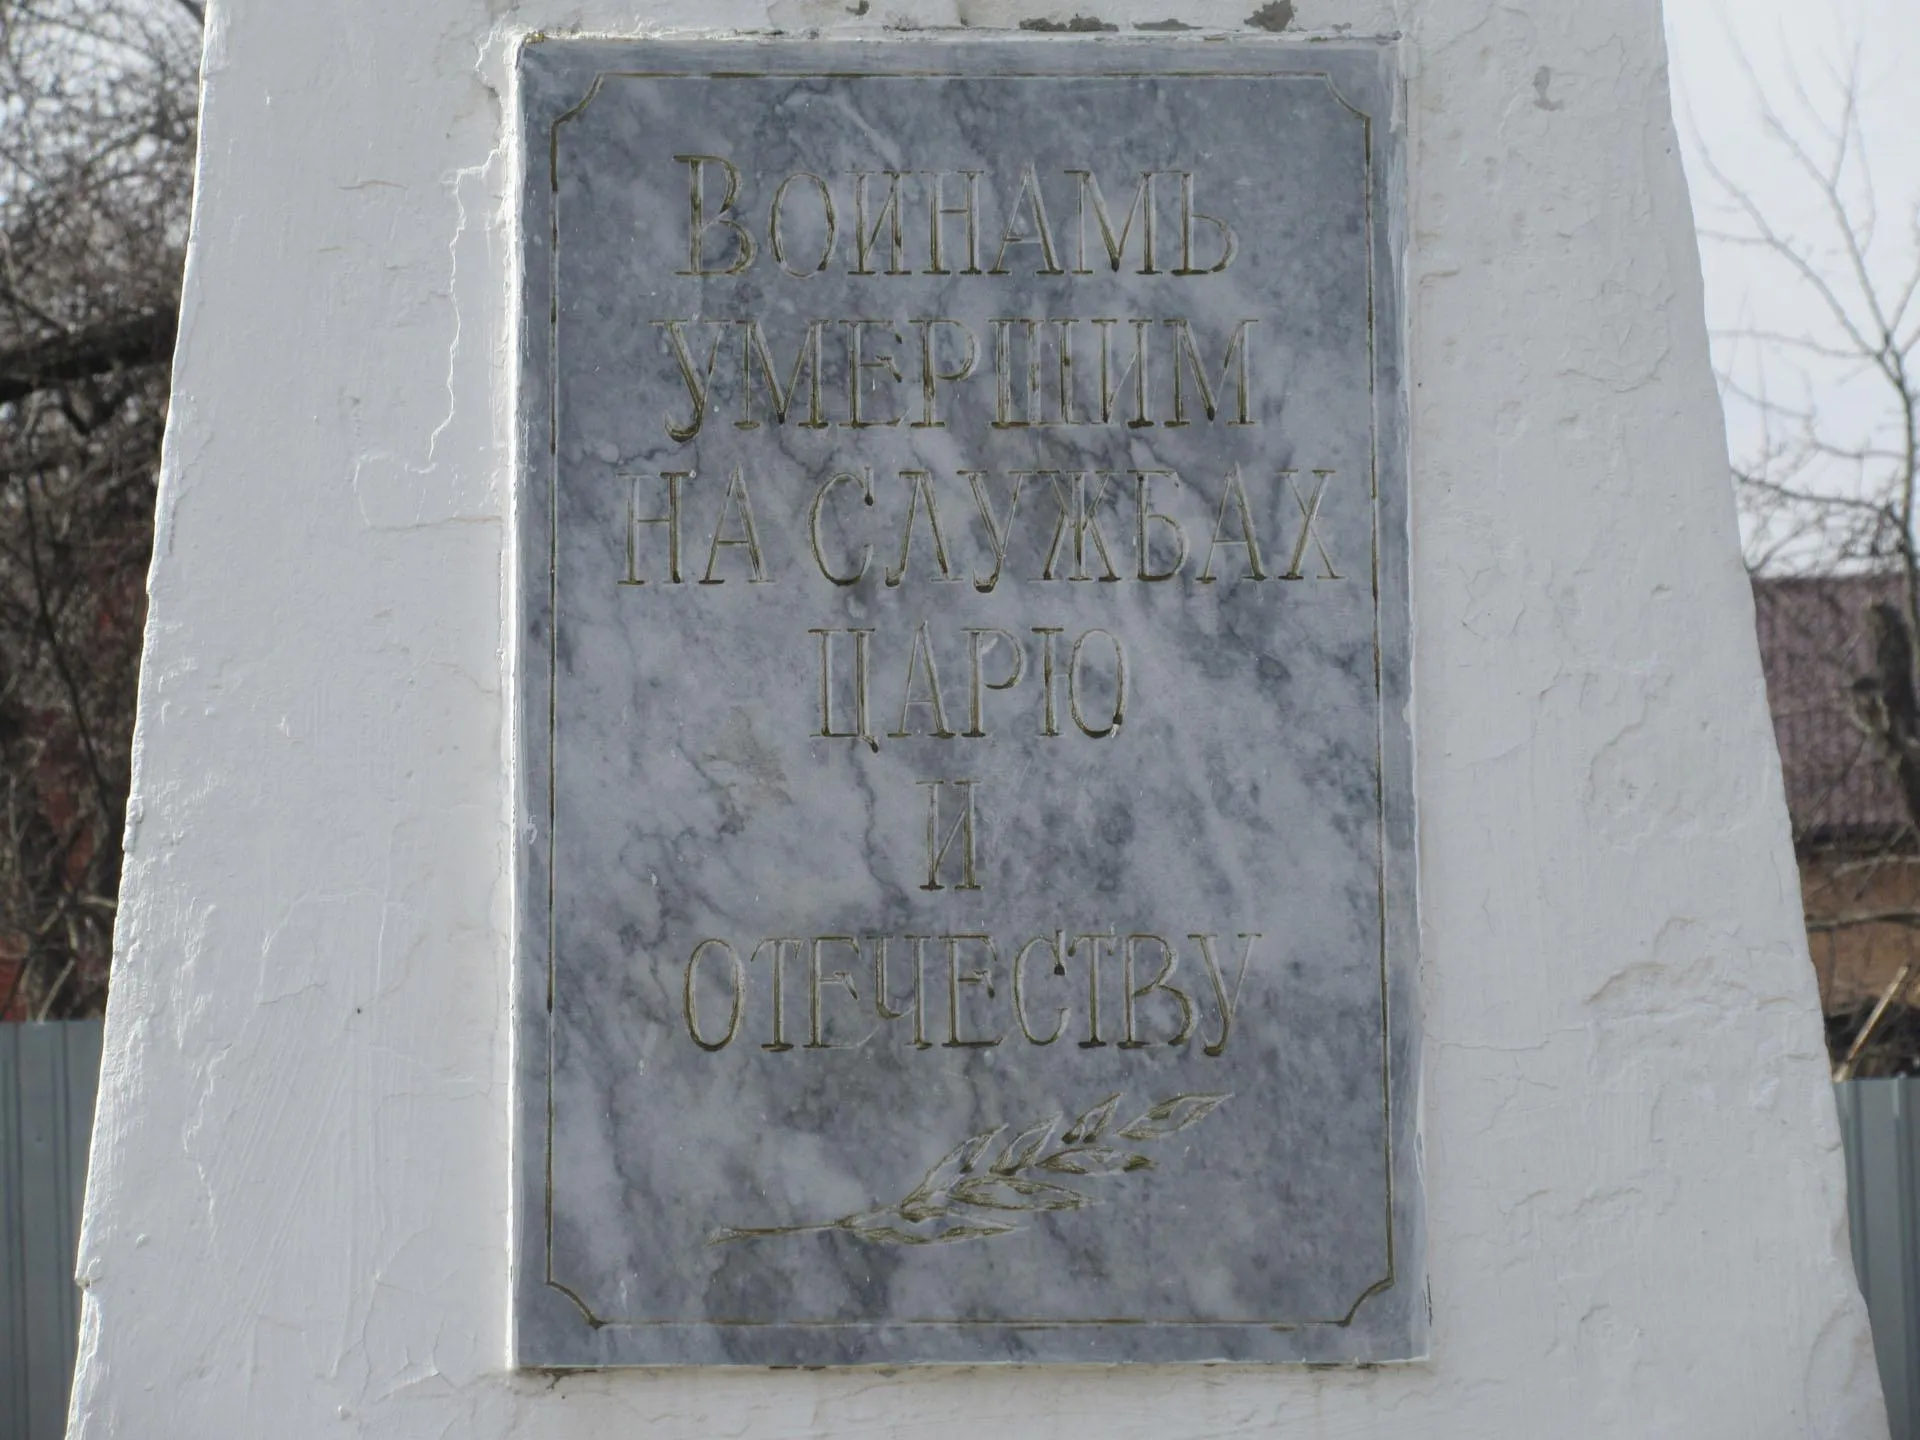 ВОИНАМЪ
УМЕРШИМ
НА СЛУЖБАХ
ЦАРЮ
И
ОТЕЧЕСТВУ